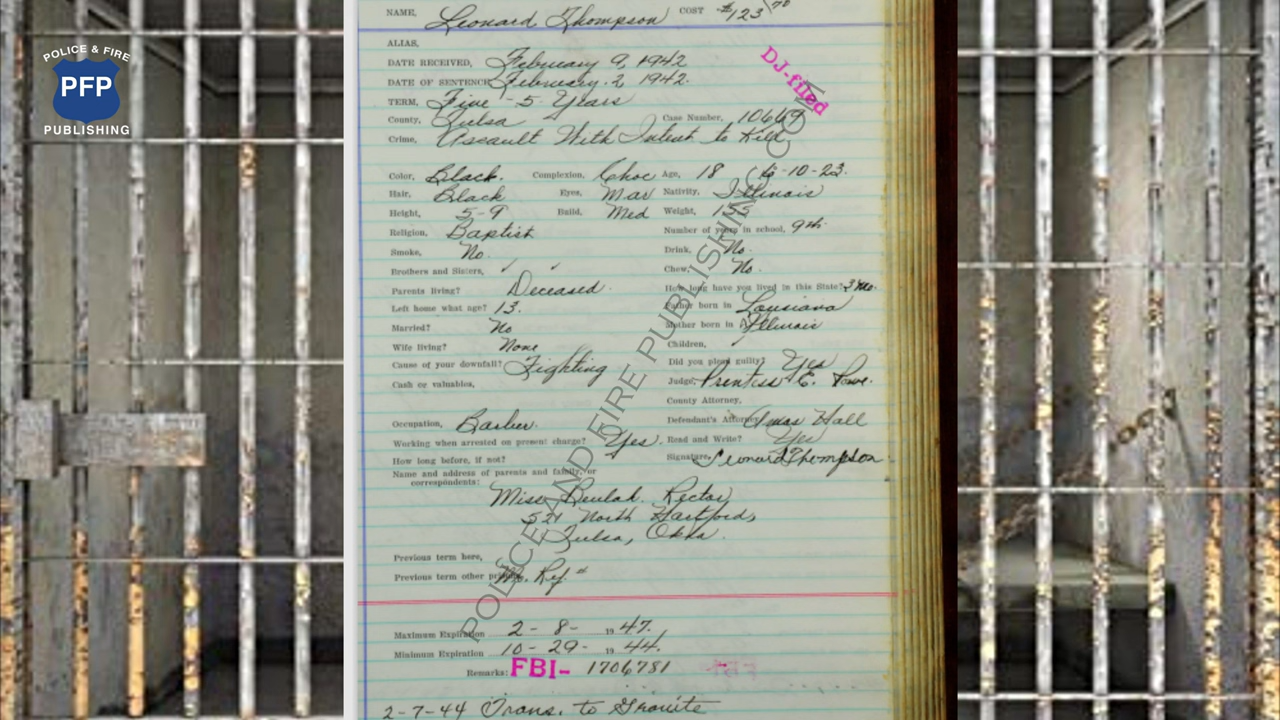 POLICE & FIRE
PFP
PUBLISHING
NAME, Leonard Thompson COST $123
ALIAS,
DATE RECEIVED, February 9, 1942
DATE OF SENTENCE February 2 1942.
TERM, Five - 5 Years
DJ-filed
County, Tulsa Case Number, 10669
Crime, Assault With Intent to Kill
Color, Black. Complexion, Choc Age, 18 -10-23.
Hair, Black Eyes, Mar Nativity, Illinois
Height, 5-9 Build, Med Weight,
Religion, Baptist Number of years in school, 9th
Smoke, No. Drink, No.
Brothers and Sisters, Chew, No.
Parents living? Deceased. How long have you lived in this State? 3 Mo.
Left home what age? 13. Father born in Lousiana
Married? No Mother born in Illinois
Wife living? None Children,
Cause of your downfall? Fighting Did you plead guilty? Yes
Cash or valuables, Judge, Prentiss E. Rowe.
County Attorney,
Occupation, Barber. Defendant's Attorney Hall
Working when arrested on present charge? Yes. Read and Write? Yes
How long before, if not? Signature, Leonard Thompson
Name and address of parents and family, or
correspondents:
Miss Beulah Rector
521 North Hartford,
Tulsa, Okla.
Previous term here,
Previous term other prisons, Ref.
Maximum Expiration 2 - 8 - 1947.
Minimum Expiration 10 - 29 - 1944.
Remarks: FBI- 1706781
2-7-44 Trans. to Granite
POLICE AND FIRE PUBLISHING.COM